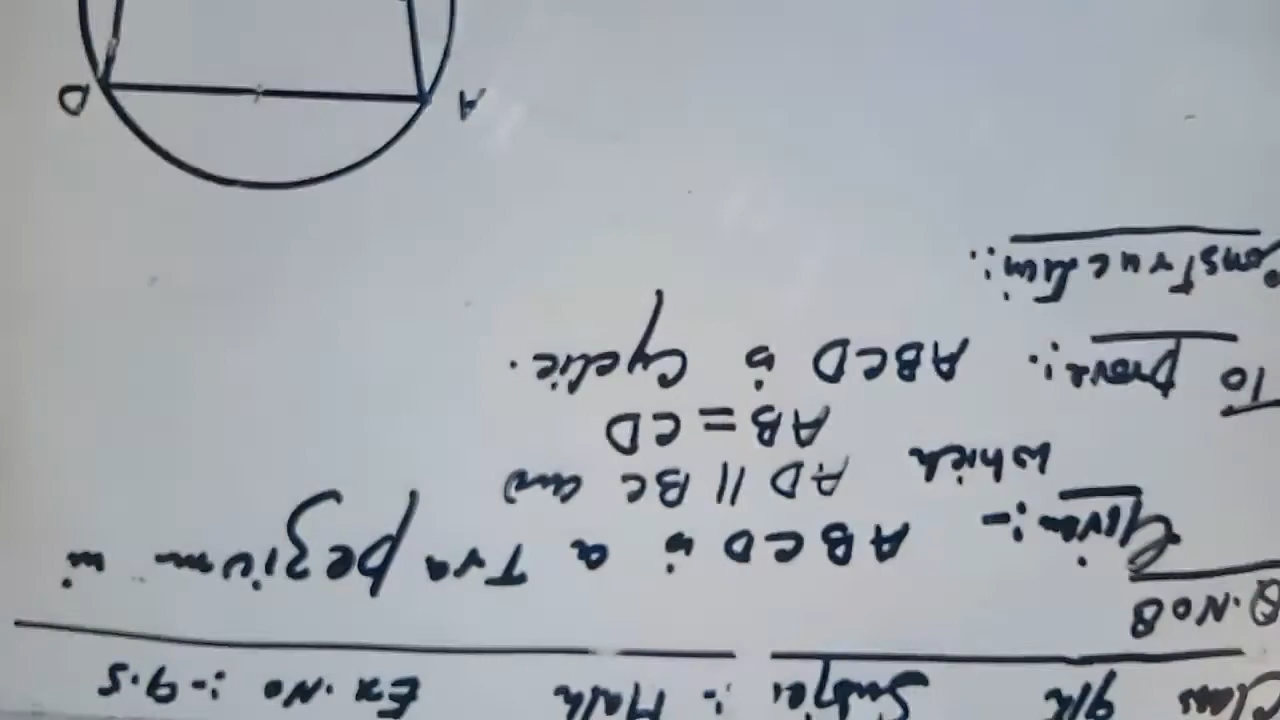 Class 9th Subje: :- Math Ex. No :- 9.5
Q. No 8
Given :- ABCD is a Trapezium in
which AD || BC and
AB = CD
To prove:. ABCD is Cyclic.
Construction:.
A
D